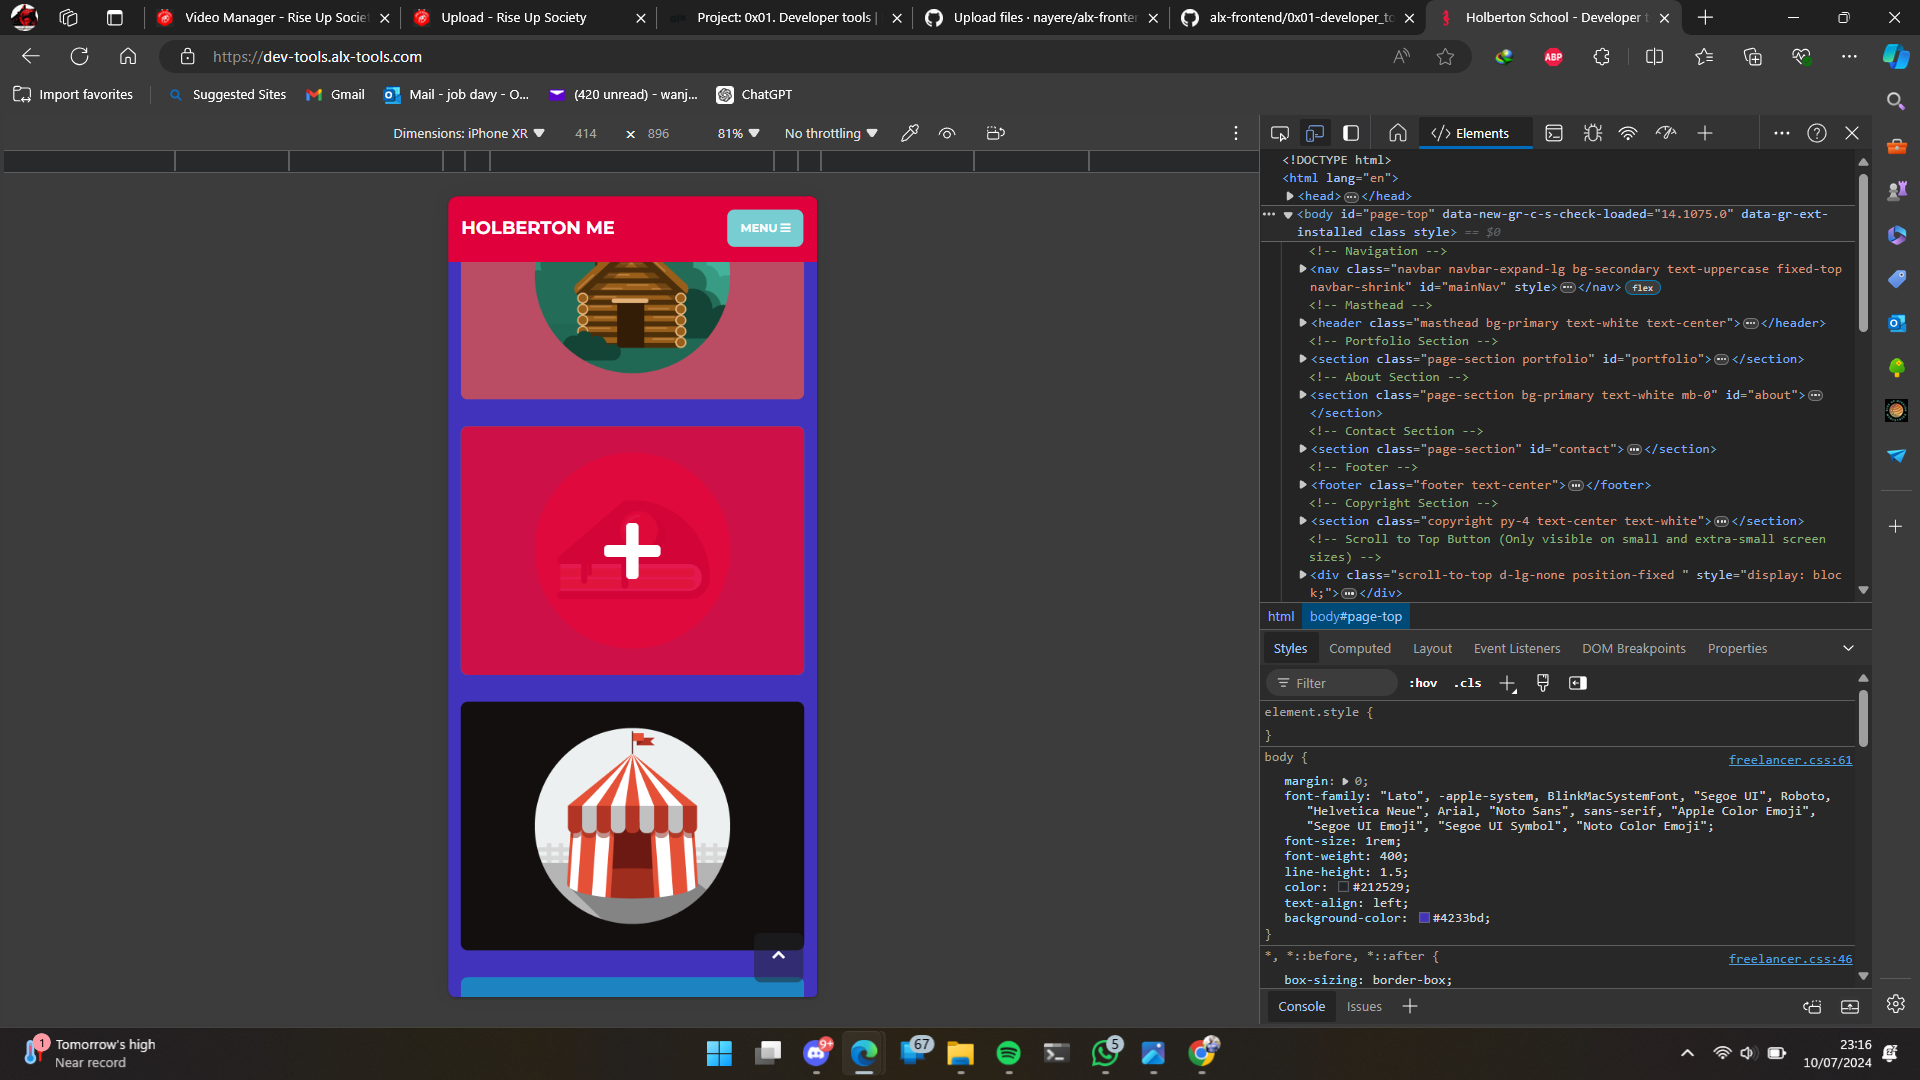 Video Manager - Rise Up Societ
Upload - Rise Up Society
Project: 0x01. Developer tools |
Upload files · nayere/alx-fronter
alx-frontend/0x01-developer_to
Holberton School - Developer t
https://dev-tools.alx-tools.com
ABP
Import favorites
Suggested Sites
Gmail
Mail - job davy - O...
(420 unread) - wanj...
ChatGPT
Dimensions: iPhone XR
414
×
896
81%
No throttling
</> Elements
HOLBERTON ME
MENU
<!DOCTYPE html>
<html lang="en">
<head> ... </head>
... <body id="page-top" data-new-gr-c-s-check-loaded="14.1075.0" data-gr-ext-
installed class style> == $0
<!-- Navigation -->
<nav class="navbar navbar-expand-lg bg-secondary text-uppercase fixed-top
navbar-shrink" id="mainNav" style> ... </nav> flex
<!-- Masthead -->
<header class="masthead bg-primary text-white text-center"> ... </header>
<!-- Portfolio Section -->
<section class="page-section portfolio" id="portfolio"> ... </section>
<!-- About Section -->
<section class="page-section bg-primary text-white mb-0" id="about"> ...
</section>
<!-- Contact Section -->
<section class="page-section" id="contact"> ... </section>
<!-- Footer -->
<footer class="footer text-center"> ... </footer>
<!-- Copyright Section -->
<section class="copyright py-4 text-center text-white"> ... </section>
<!-- Scroll to Top Button (Only visible on small and extra-small screen
sizes) -->
<div class="scroll-to-top d-lg-none position-fixed " style="display: bloc
k;"> ... </div>
html
body#page-top
Styles
Computed
Layout
Event Listeners
DOM Breakpoints
Properties
Filter
:hov
.cls
element.style {
}
body {
freelancer.css:61
margin: 0;
font-family: "Lato", -apple-system, BlinkMacSystemFont, "Segoe UI", Roboto,
"Helvetica Neue", Arial, "Noto Sans", sans-serif, "Apple Color Emoji",
"Segoe UI Emoji", "Segoe UI Symbol", "Noto Color Emoji";
font-size: 1rem;
font-weight: 400;
line-height: 1.5;
color: #212529;
text-align: left;
background-color: #4233bd;
}
*, *::before, *::after {
freelancer.css:46
box-sizing: border-box;
Console
Issues
1
Tomorrow's high
Near record
9+
67
5
23:16
10/07/2024